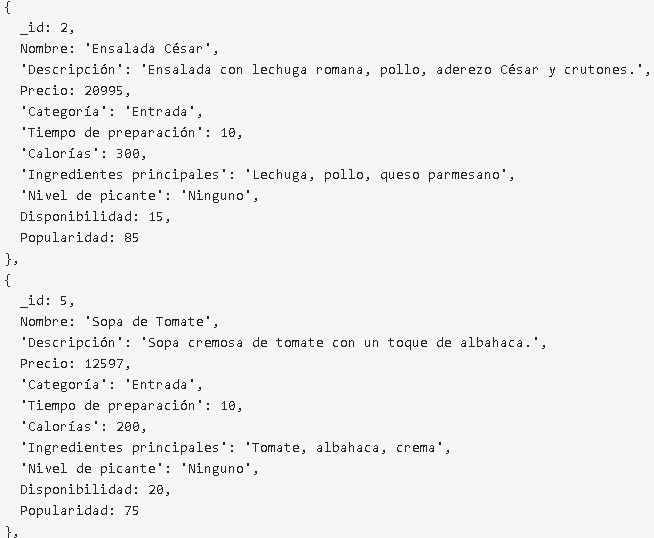 {
  _id: 2,
  Nombre: 'Ensalada César',
  'Descripción': 'Ensalada con lechuga romana, pollo, aderezo César y crutones.',
  Precio: 20995,
  'Categoría': 'Entrada',
  'Tiempo de preparación': 10,
  'Calorías': 300,
  'Ingredientes principales': 'Lechuga, pollo, queso parmesano',
  'Nivel de picante': 'Ninguno',
  Disponibilidad: 15,
  Popularidad: 85
},
{
  _id: 5,
  Nombre: 'Sopa de Tomate',
  'Descripción': 'Sopa cremosa de tomate con un toque de albahaca.',
  Precio: 12597,
  'Categoría': 'Entrada',
  'Tiempo de preparación': 10,
  'Calorías': 200,
  'Ingredientes principales': 'Tomate, albahaca, crema',
  'Nivel de picante': 'Ninguno',
  Disponibilidad: 20,
  Popularidad: 75
},